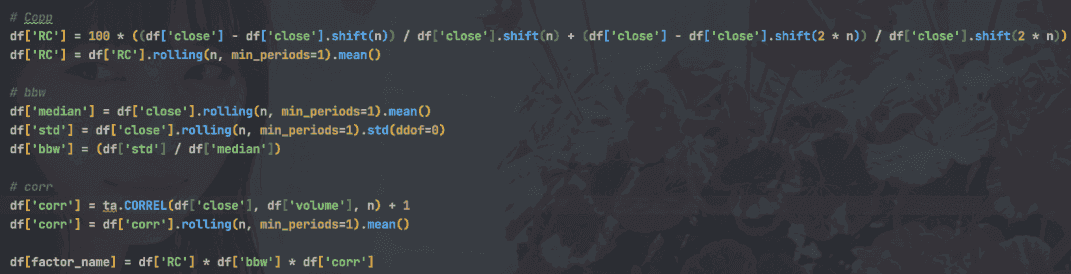 # Copp
df['RC'] = 100 * ((df['close'] - df['close'].shift(n)) / df['close'].shift(n) + (df['close'] - df['close'].shift(2 * n)) / df['close'].shift(2 * n))
df['RC'] = df['RC'].rolling(n, min_periods=1).mean()
# bbw
df['median'] = df['close'].rolling(n, min_periods=1).mean()
df['std'] = df['close'].rolling(n, min_periods=1).std(ddof=0)
df['bbw'] = (df['std'] / df['median'])
# corr
df['corr'] = ta.CORREL(df['close'], df['volume'], n) + 1
df['corr'] = df['corr'].rolling(n, min_periods=1).mean()
df[factor_name] = df['RC'] * df['bbw'] * df['corr']